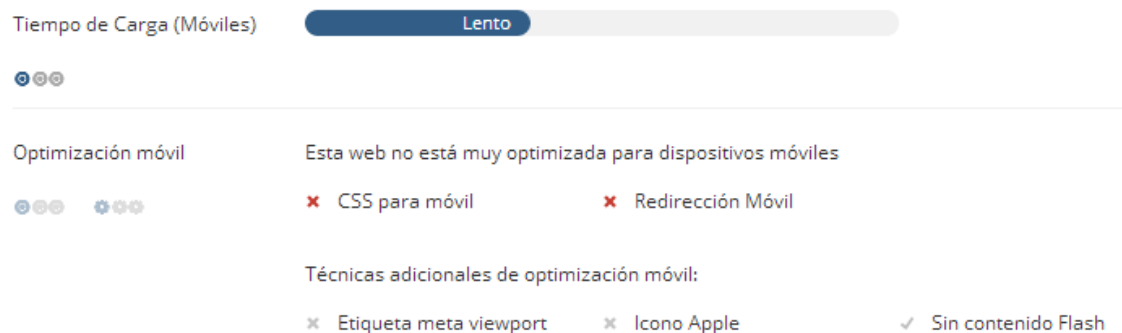 Tiempo de Carga (Móviles)
Lento
Optimización móvil
Esta web no está muy optimizada para dispositivos móviles
CSS para móvil
Redirección Móvil
Técnicas adicionales de optimización móvil:
Etiqueta meta viewport
Icono Apple
Sin contenido Flash